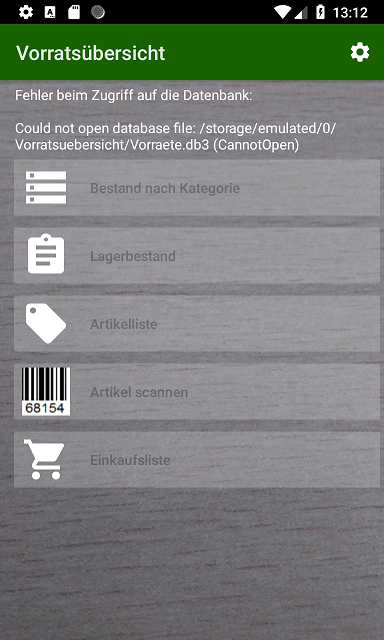 13:12
Vorratsübersicht
Fehler beim Zugriff auf die Datenbank:
Could not open database file: /storage/emulated/0/
Vorratsuebersicht/Vorraete.db3 (CannotOpen)
Bestand nach Kategorie
Lagerbestand
Artikelliste
68154
Artikel scannen
Einkaufsliste